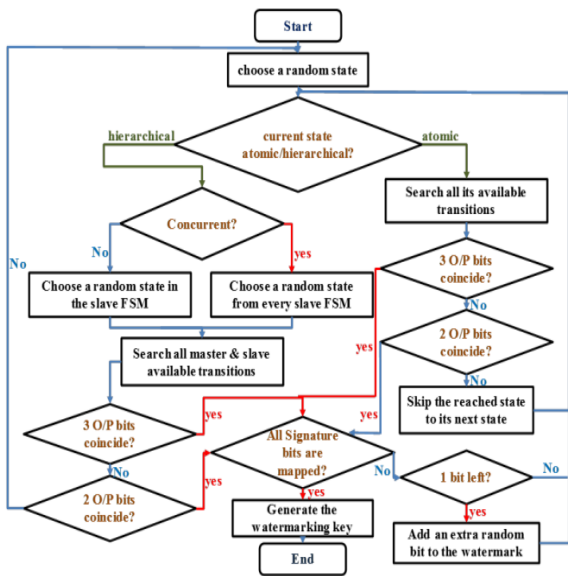 Start
choose a random state
hierarchical
current state
atomic/hierarchical?
atomic
Search all its available
transitions
Concurrent?
No
yes
No
3 O/P bits
coincide?
Choose a random state in
the slave FSM
Choose a random state
from every slave FSM
No
yes
2 O/P bits
coincide?
Search all master & slave
available transitions
yes
No
Skip the reached state
to its next state
3 O/P bits
coincide?
yes
yes
All Signature
bits are
mapped?
No
1 bit left?
No
No
2 O/P bits
coincide?
yes
yes
yes
Generate the
watermarking key
Add an extra random
bit to the watermark
End